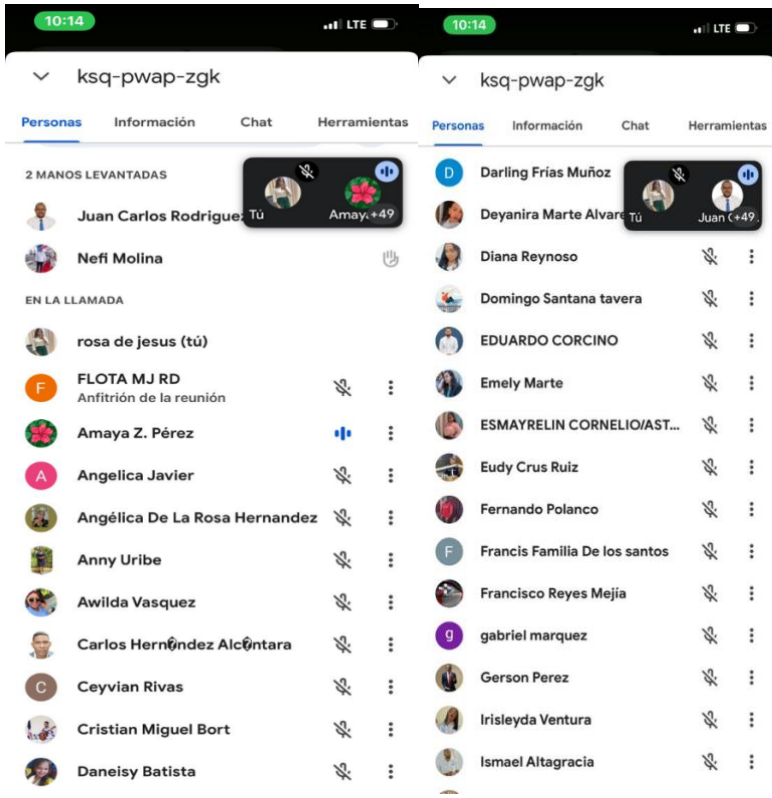 10:14
LTE
ksq-pwap-zgk
Personas Información Chat Herramientas
2 MANOS LEVANTADAS
Tú Amaya +49
Juan Carlos Rodrigue
Nefi Molina
EN LA LLAMADA
rosa de jesus (tú)
F
FLOTA MJ RD
Anfitrión de la reunión
Amaya Z. Pérez
A
Angelica Javier
Angélica De La Rosa Hernandez
Anny Uribe
Awilda Vasquez
Carlos Hern�ndez Alc�ntara
C
Ceyvian Rivas
Cristian Miguel Bort
Daneisy Batista
10:14
LTE
ksq-pwap-zgk
Personas Información Chat Herramientas
D
Darling Frías Muñoz
Deyanira Marte Alvare
Tú Juan C +49
Diana Reynoso
Domingo Santana tavera
EDUARDO CORCINO
Emely Marte
ESMAYRELIN CORNELIO/AST...
Eudy Crus Ruiz
Fernando Polanco
F
Francis Familia De los santos
Francisco Reyes Mejía
g
gabriel marquez
Gerson Perez
Irisleyda Ventura
Ismael Altagracia